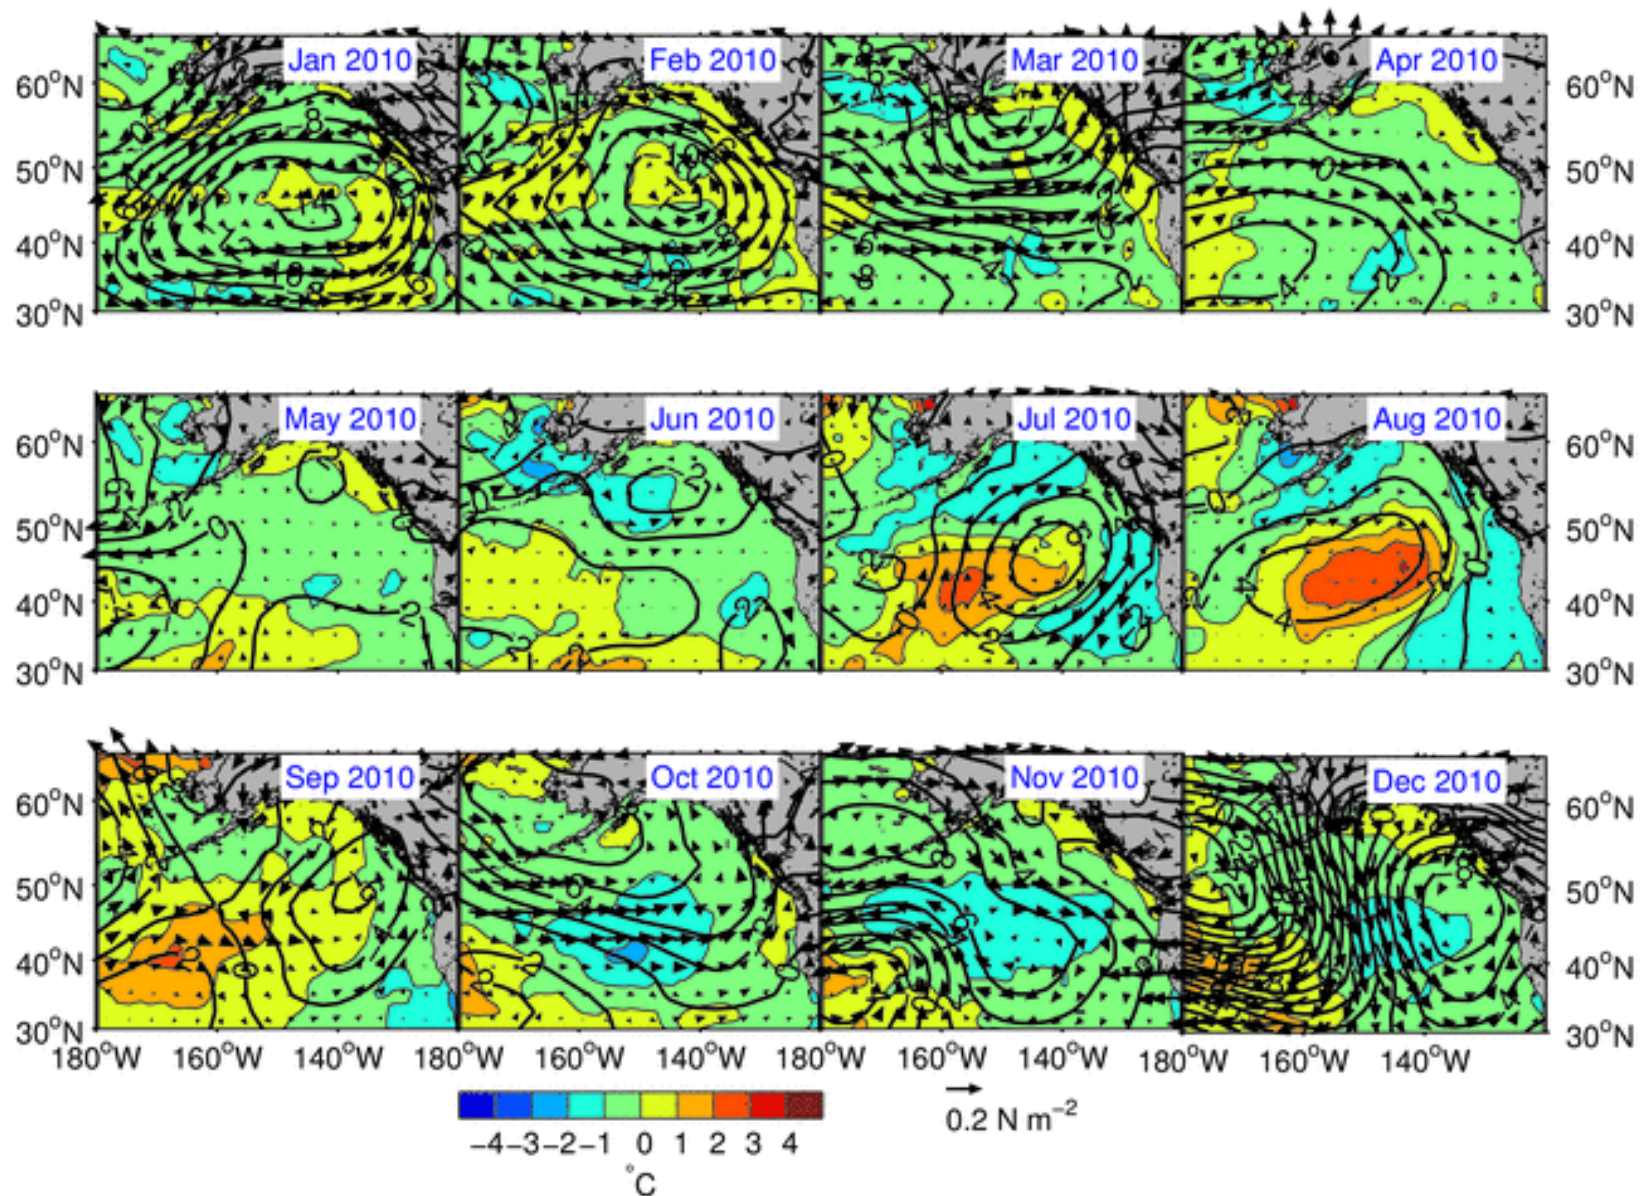 Jan 2010 Feb 2010 Mar 2010 Apr 2010
60°N 60°N
50°N 50°N
40°N 40°N
30°N 30°N
May 2010 Jun 2010 Jul 2010 Aug 2010
60°N 60°N
50°N 50°N
40°N 40°N
30°N 30°N
Sep 2010 Oct 2010 Nov 2010 Dec 2010
60°N 60°N
50°N 50°N
40°N 40°N
30°N 30°N
180°W 160°W 140°W 180°W 160°W 140°W 180°W 160°W 140°W 180°W 160°W 140°W
−4 −3 −2 −1 0 1 2 3 4
°C
0.2 N m⁻²